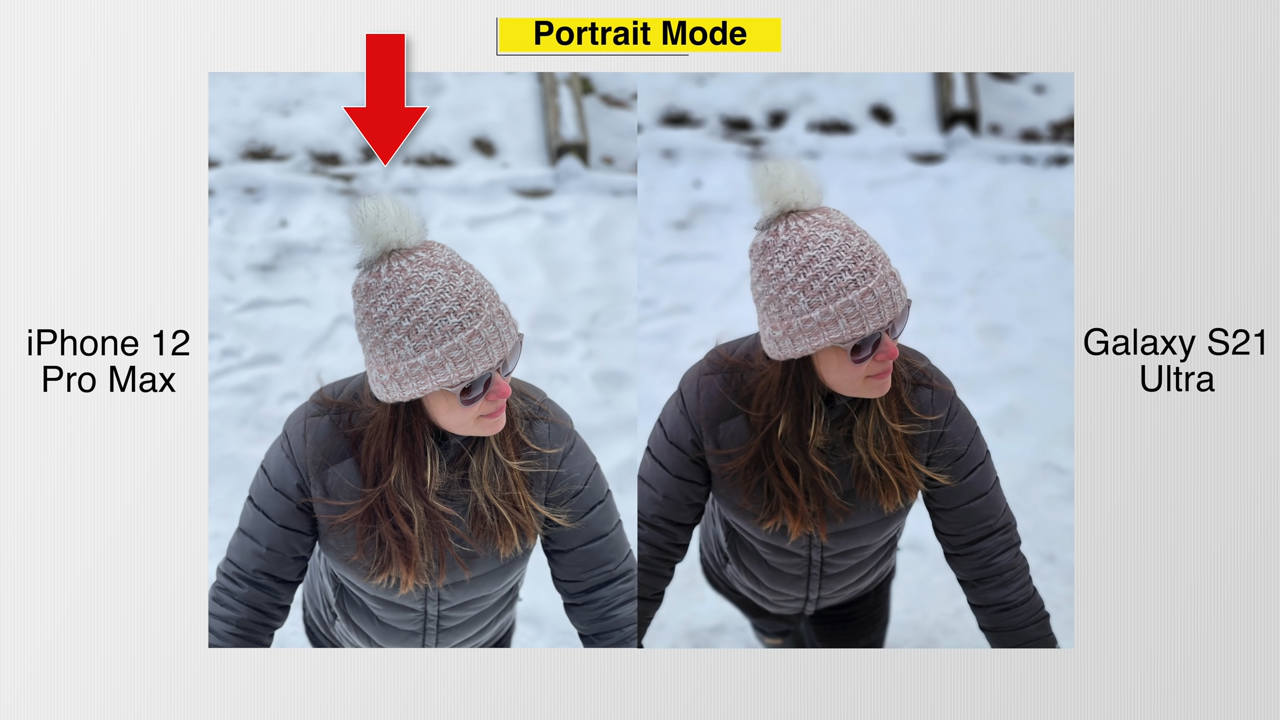 Portrait Mode
iPhone 12
Pro Max
Galaxy S21
Ultra